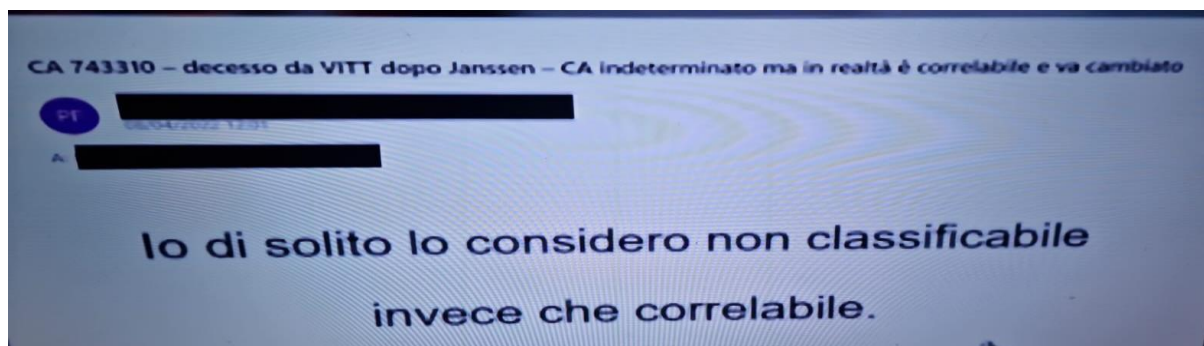 CA 743310 – decesso da VITT dopo Janssen – CA indeterminato ma in realtà è correlabile e va cambiato
PF
A:
Io di solito lo considero non classificabile
invece che correlabile.